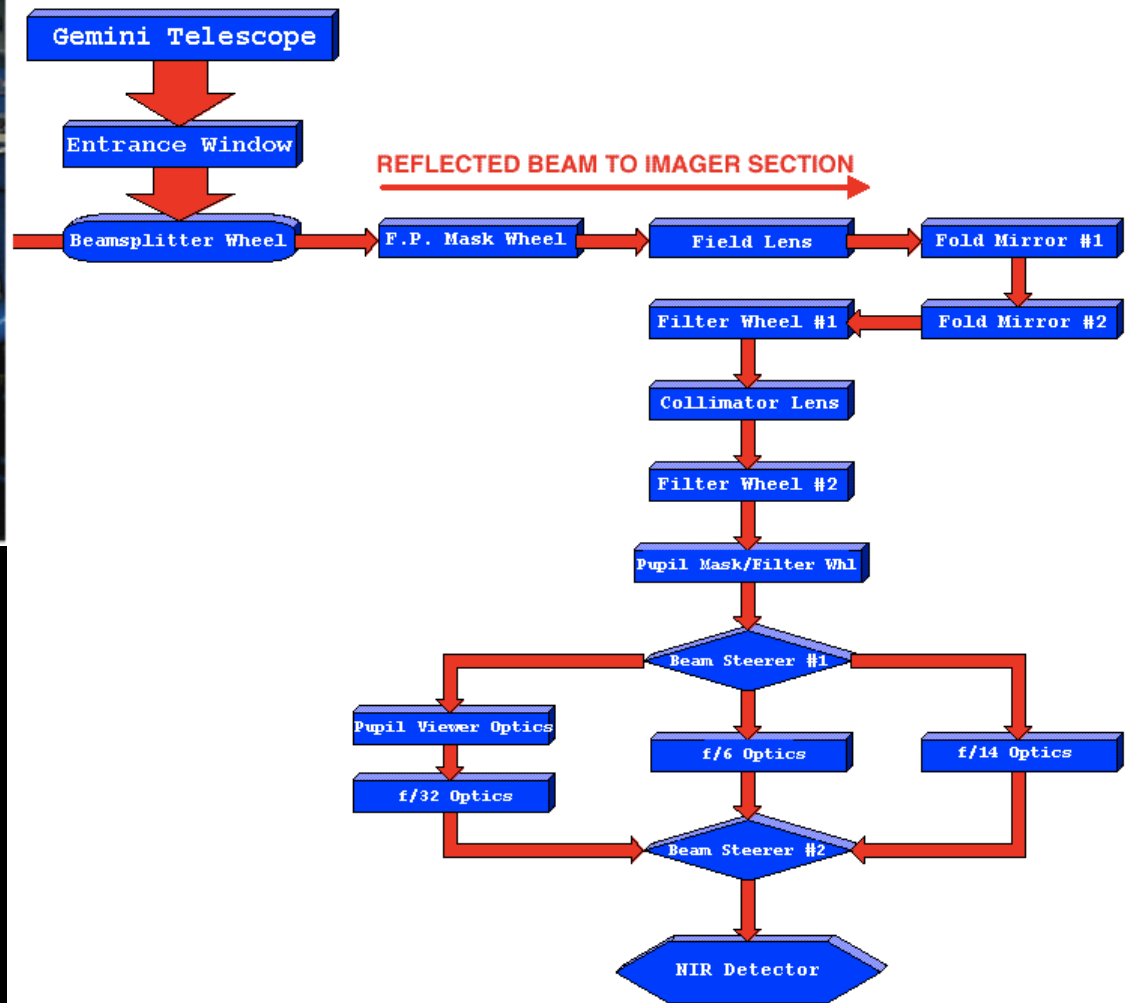 Gemini Telescope
Entrance Window
REFLECTED BEAM TO IMAGER SECTION
Beamsplitter Wheel
F.P. Mask Wheel
Field Lens
Fold Mirror #1
Filter Wheel #1
Fold Mirror #2
Collimator Lens
Filter Wheel #2
Pupil Mask/Filter Whl
Beam Steerer #1
Pupil Viewer Optics
f/6 Optics
f/14 Optics
f/32 Optics
Beam Steerer #2
NIR Detector